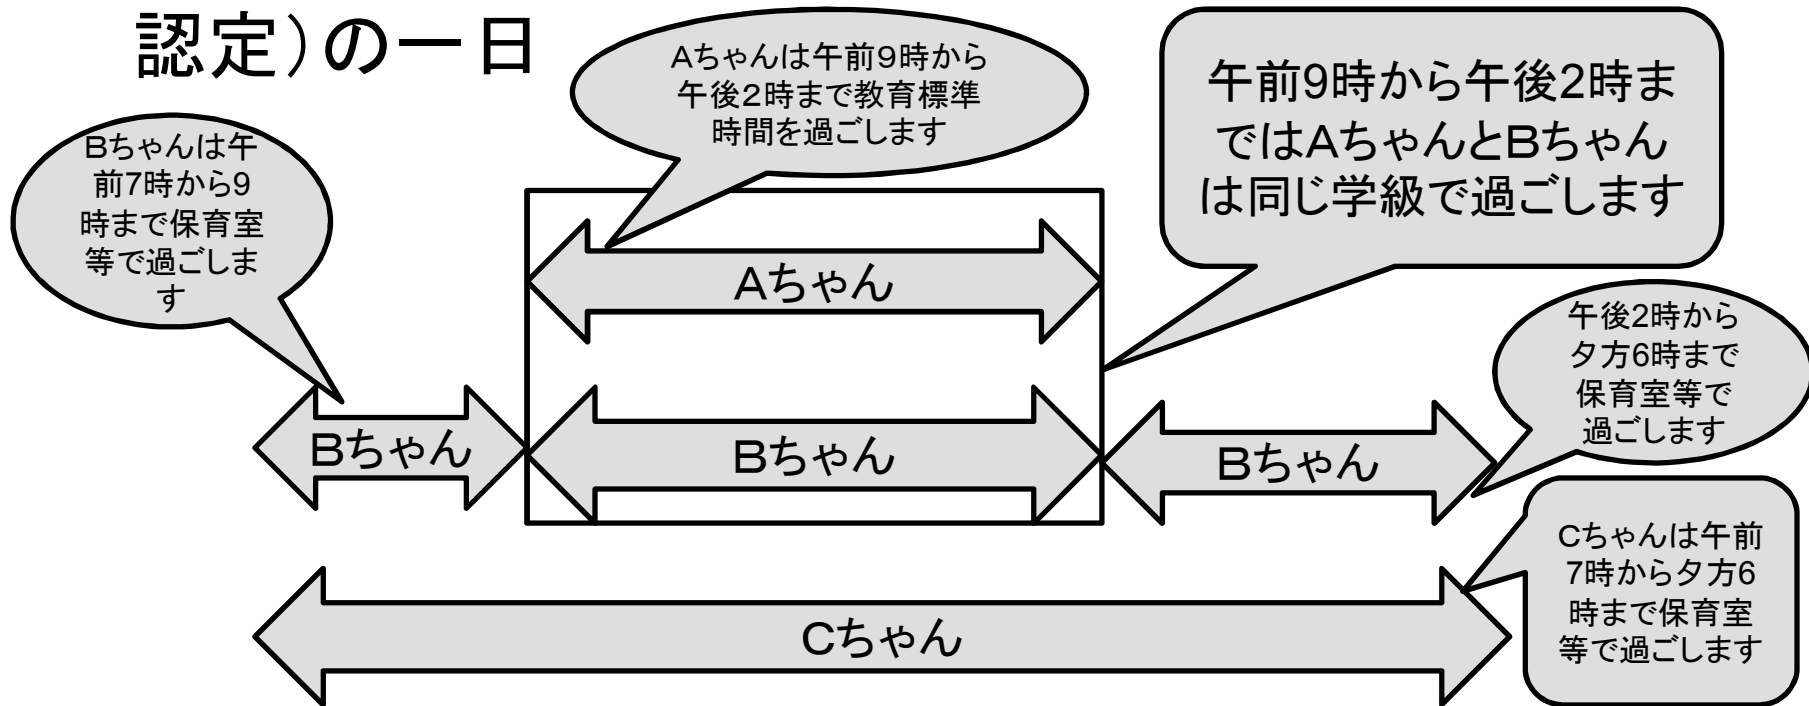 認定）の一日
Aちゃんは午前9時から
午後２時まで教育標準
時間を過ごします
午前9時から午後2時ま
ではAちゃんとBちゃん
は同じ学級で過ごします
Bちゃんは午
前7時から9
時まで保育室
等で過ごしま
す
Aちゃん
午後2時から
夕方6時まで
保育室等で
過ごします
Bちゃん
Bちゃん
Bちゃん
Cちゃんは午前
7時から夕方6
時まで保育室
等で過ごします
Cちゃん